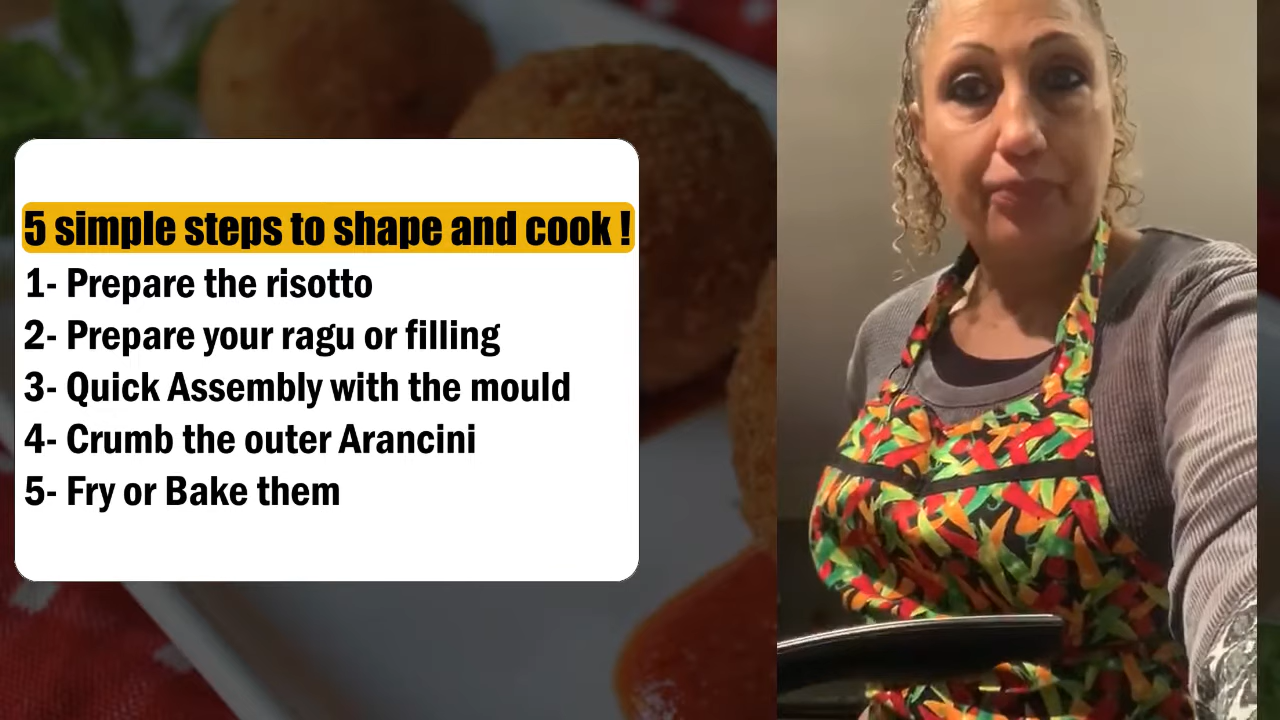 5 simple steps to shape and cook !
1- Prepare the risotto
2- Prepare your ragu or filling
3- Quick Assembly with the mould
4- Crumb the outer Arancini
5- Fry or Bake them